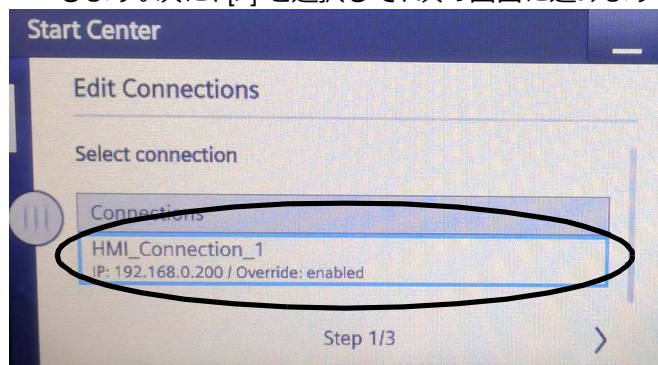 Start Center
Edit Connections
Select connection
Connections
HMI_Connection_1
IP: 192.168.0.200 / Override: enabled
Step 1/3